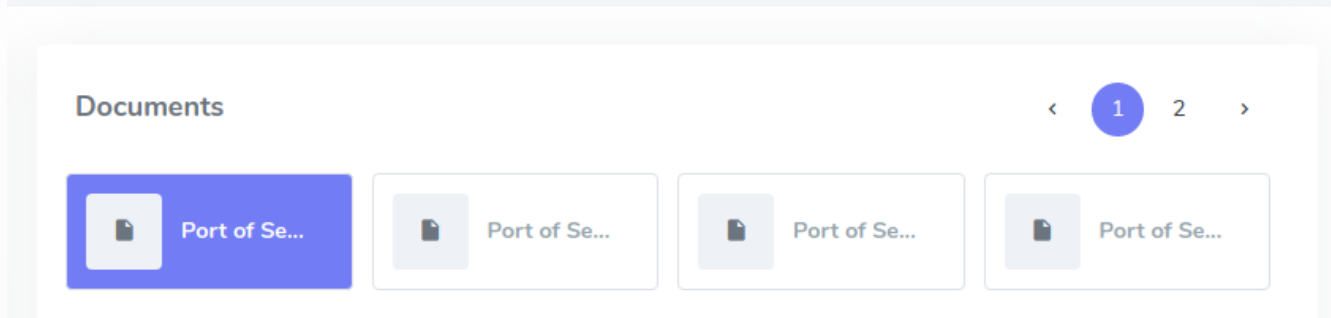 Documents
‹ 1 2 ›
Port of Se... Port of Se... Port of Se... Port of Se...